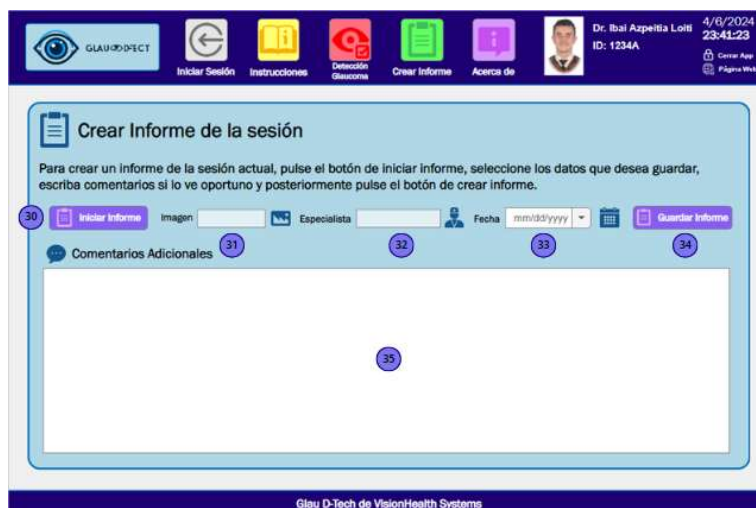 GLAUCODETECT
Iniciar Sesión
Instrucciones
Detección
Glaucoma
Crear Informe
Acerca de
Dr. Ibai Azpeitia Loiti
ID: 1234A
4/6/2024
23:41:23
Cerrar App
Página Web
Crear Informe de la sesión
Para crear un informe de la sesión actual, pulse el botón de iniciar informe, seleccione los datos que desea guardar,
escriba comentarios si lo ve oportuno y posteriormente pulse el botón de crear informe.
30 Iniciar Informe Imagen Especialista Fecha mm/dd/yyyy Guardar Informe
31 32 33 34
Comentarios Adicionales
35
Glau D-Tech de VisionHealth Systems